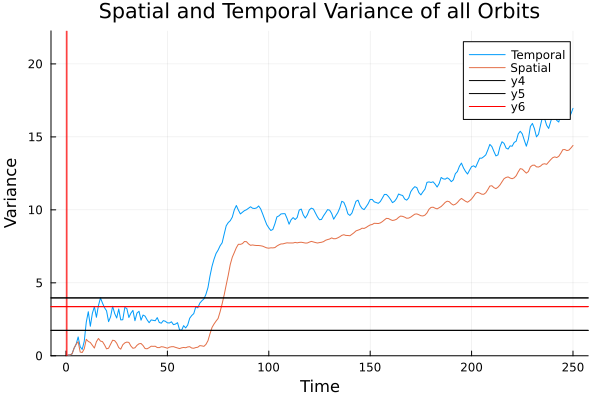 Spatial and Temporal Variance of all Orbits
Temporal
Spatial
y4
y5
y6
Variance
20
15
10
5
0
0 50 100 150 200 250
Time